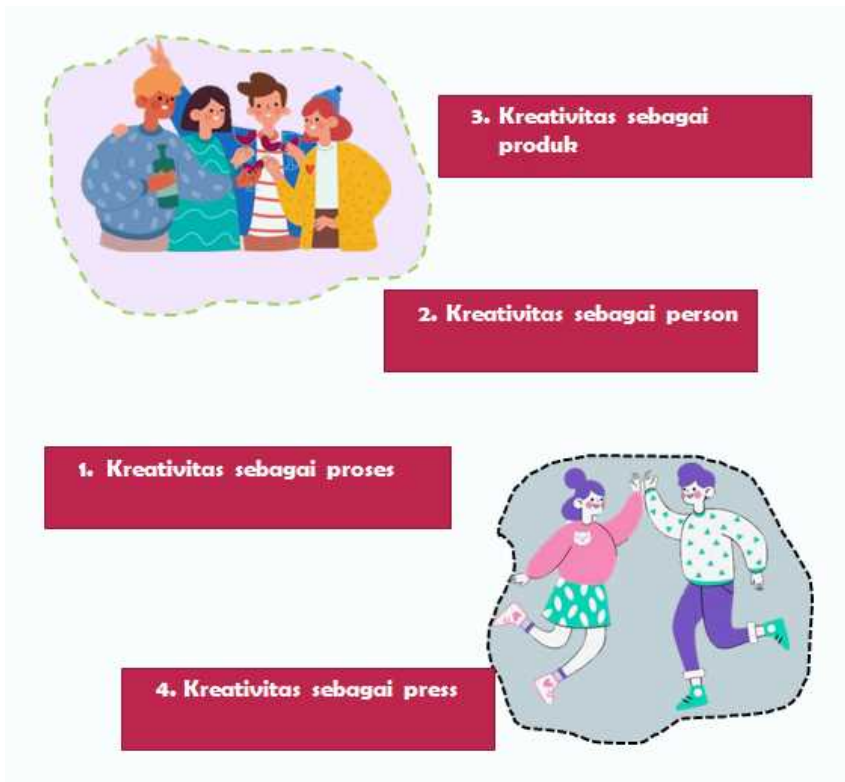 3. Kreativitas sebagai
produk
2. Kreativitas sebagai person
1. Kreativitas sebagai proses
4. Kreativitas sebagai press